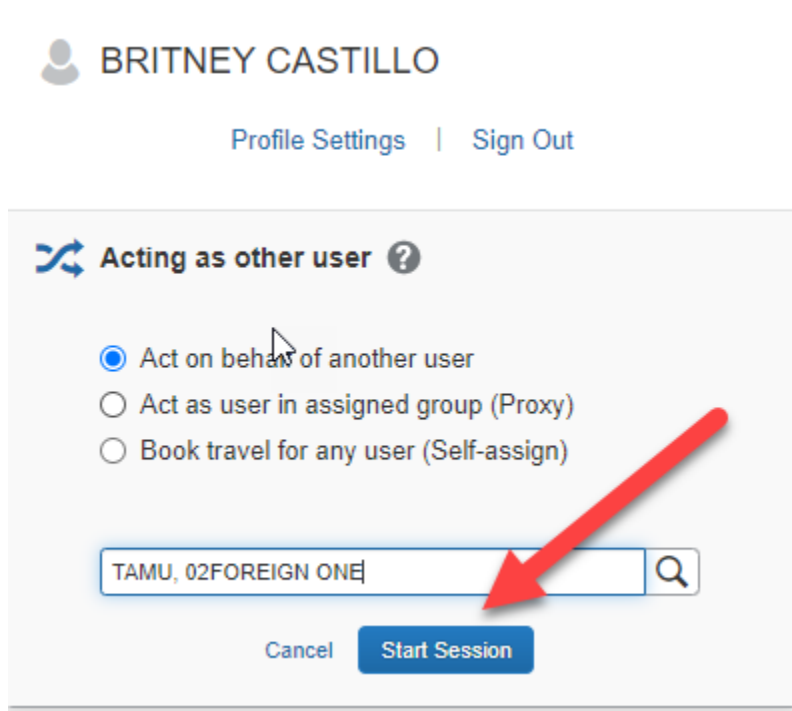 BRITNEY CASTILLO
Profile Settings | Sign Out
Acting as other user ?
Act on behalf of another user
Act as user in assigned group (Proxy)
Book travel for any user (Self-assign)
TAMU, 02FOREIGN ONE
Cancel Start Session